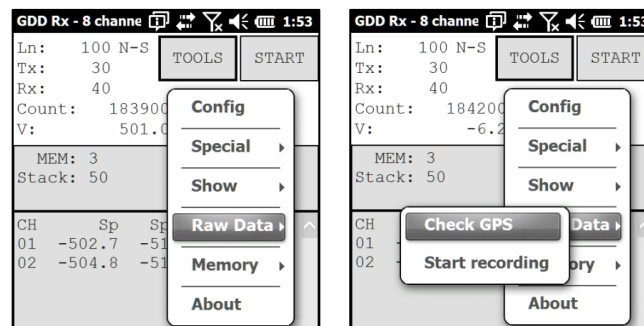 GDD Rx - 8 channe 1:53
Ln: 100 N-S TOOLS START
Tx: 30
Rx: 40
Count: 183900
V: 501.0
Config
Special
Show
Raw Data
Memory
About
MEM: 3
Stack: 50
CH Sp Sp
01 -502.7 -51
02 -504.8 -51
GDD Rx - 8 channe 1:53
Ln: 100 N-S TOOLS START
Tx: 30
Rx: 40
Count: 184200
V: -6.2
Config
Special
Show
Data
ory
About
Check GPS
Start recording
MEM: 3
Stack: 50
CH
01 -
02 -